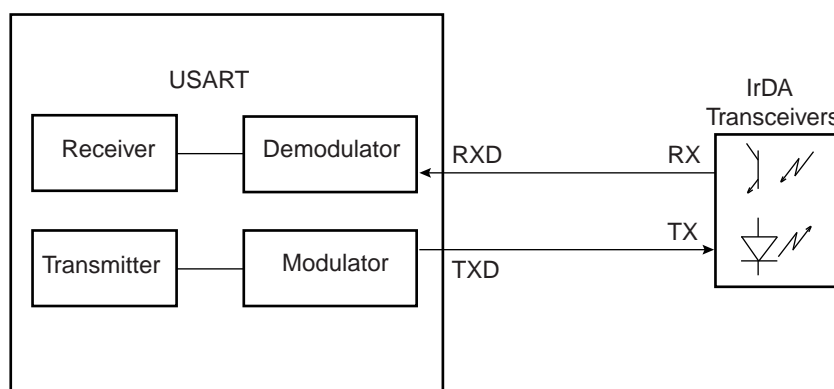 USART
IrDA
Transceivers
Receiver
Demodulator
RXD
RX
Transmitter
Modulator
TX
TXD